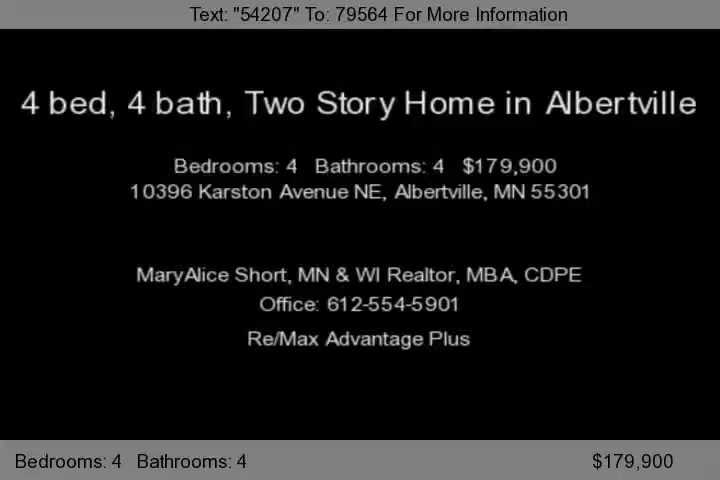 Text: "54207" To: 79564 For More Information
4 bed, 4 bath, Two Story Home in Albertville
Bedrooms: 4 Bathrooms: 4 $179,900
10396 Karston Avenue NE, Albertville, MN 55301
MaryAlice Short, MN & WI Realtor, MBA, CDPE
Office: 612-554-5901
Re/Max Advantage Plus
Bedrooms: 4 Bathrooms: 4 $179,900